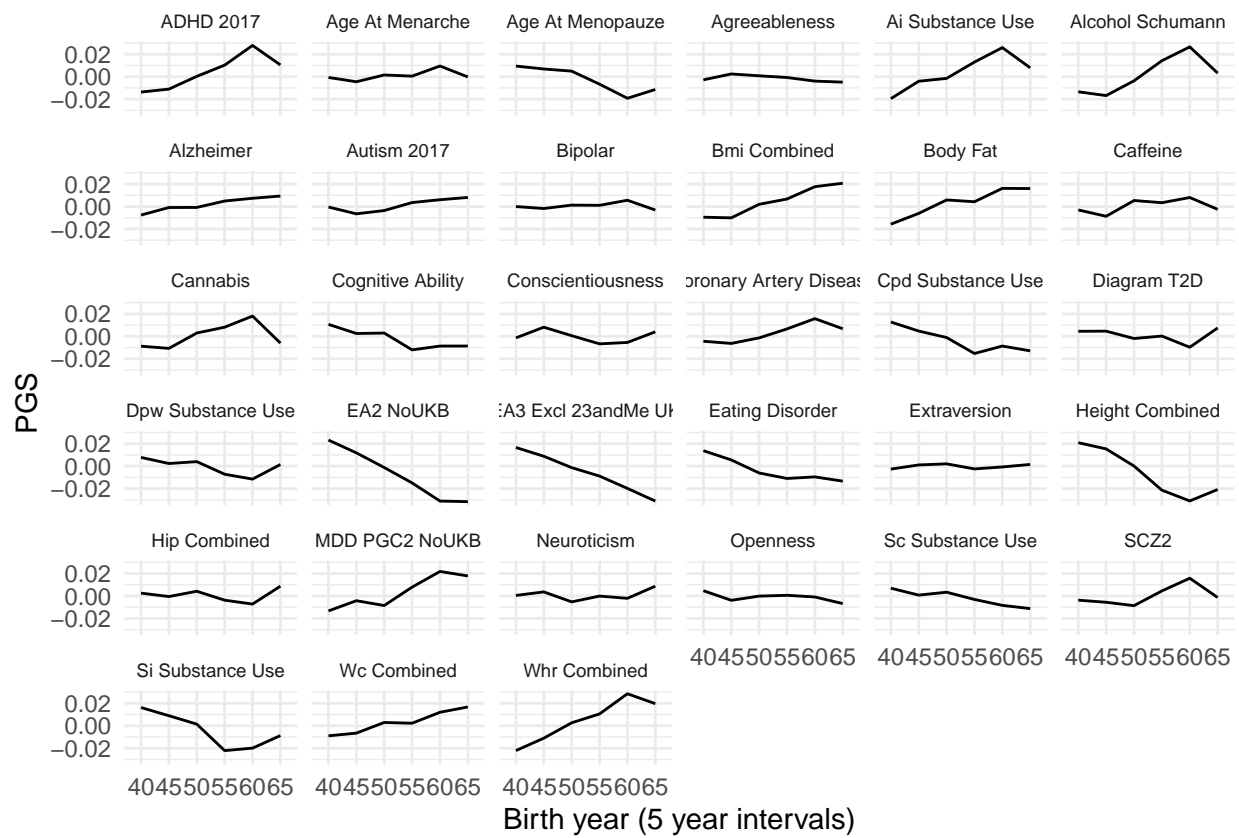 ADHD 2017 Age At Menarche Age At Menopauze Agreeableness Ai Substance Use Alcohol Schumann
0.02
0.00
−0.02
Alzheimer Autism 2017 Bipolar Bmi Combined Body Fat Caffeine
0.02
0.00
−0.02
Cannabis Cognitive Ability Conscientiousness oronary Artery Diseas Cpd Substance Use Diagram T2D
0.02
0.00
−0.02
PGS
Dpw Substance Use EA2 NoUKB EA3 Excl 23andMe UK Eating Disorder Extraversion Height Combined
0.02
0.00
−0.02
Hip Combined MDD PGC2 NoUKB Neuroticism Openness Sc Substance Use SCZ2
0.02
0.00
−0.02
404550556065 404550556065 404550556065
Si Substance Use Wc Combined Whr Combined
0.02
0.00
−0.02
404550556065 404550556065 404550556065
Birth year (5 year intervals)